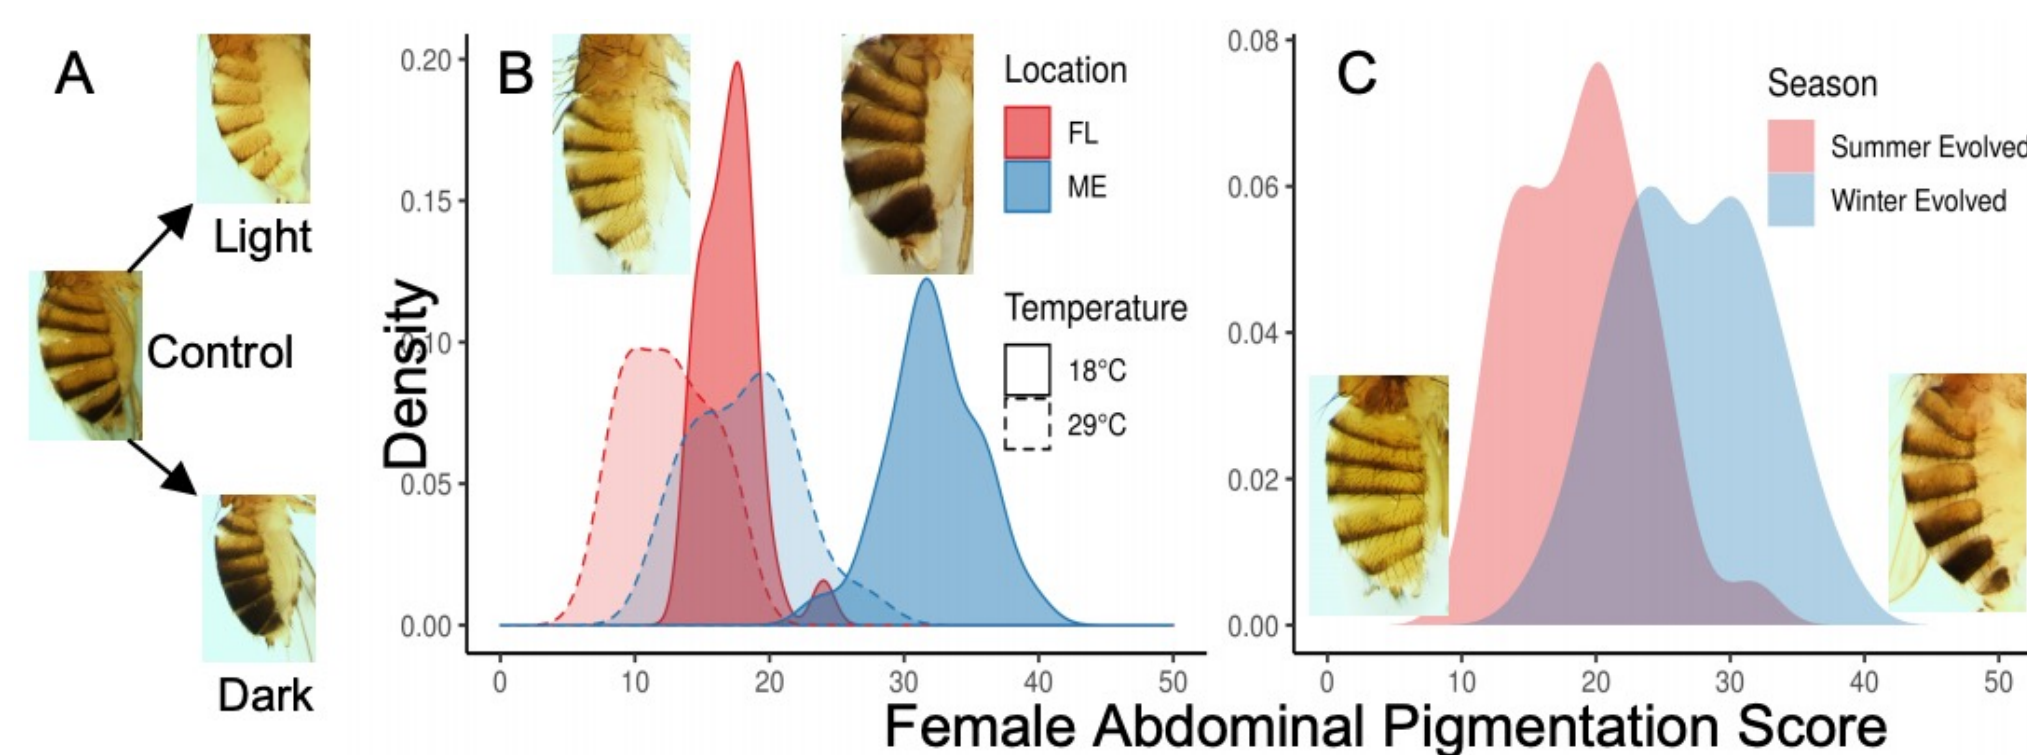 A
Light
Control
Dark
B
Density
0.20
0.15
10
0.05
0.00
0
10
20
30
40
50
Location
FL
ME
Temperature
18°C
29°C
C
0.08
0.06
0.04
0.02
0.00
0
10
20
30
40
50
Season
Summer Evolved
Winter Evolved
Female Abdominal Pigmentation Score